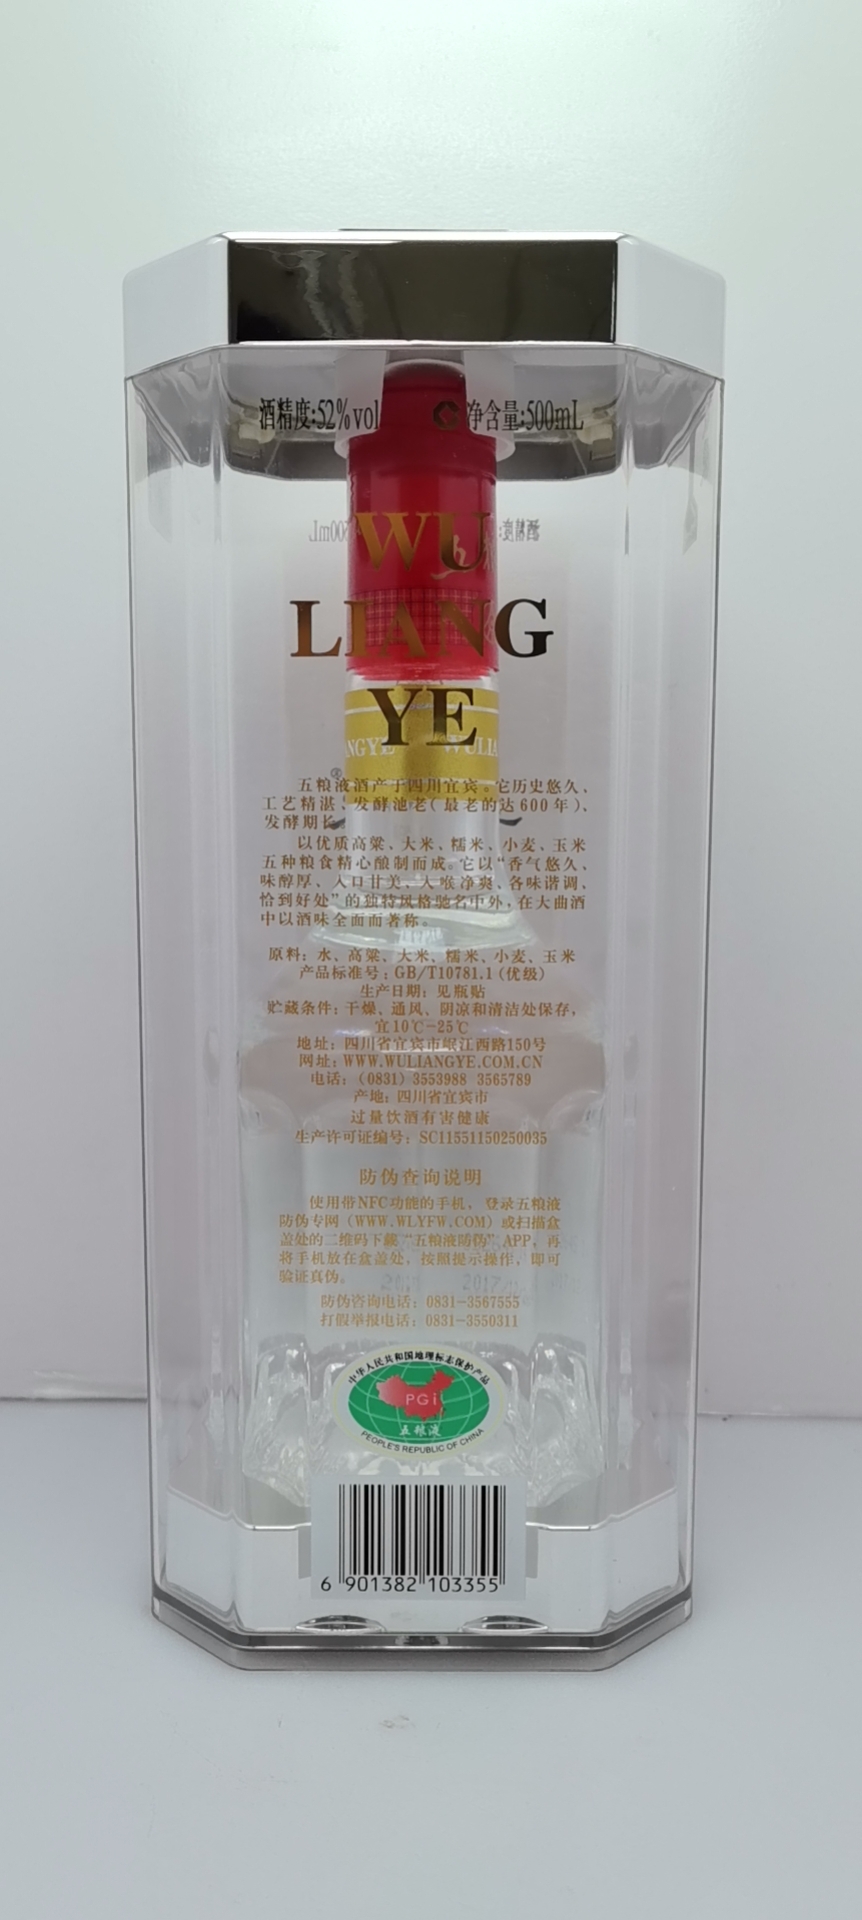 酒精度:52%vol 净含量:500mL
WU
LIANG
YE
五粮液酒产于四川宜宾。它历史悠久、
工艺精湛、发酵池老(最老的达600年)、
发酵期长
以优质高粱、大米、糯米、小麦、玉米
五种粮食精心酿制而成。它以“香气悠久、
味醇厚、入口甘美、入喉净爽、各味谐调、
恰到好处”的独特风格驰名中外,在大曲酒
中以酒味全面而著称。
原料：水、高粱、大米、糯米、小麦、玉米
产品标准号：GB/T10781.1(优级)
生产日期：见瓶贴
贮藏条件：干燥、通风、阴凉和清洁处保存，
宜10℃-25℃
地址：四川省宜宾市岷江西路150号
网址：WWW.WULIANGYE.COM.CN
电话：(0831) 3553988 3565789
产地：四川省宜宾市
过量饮酒有害健康
生产许可证编号：SC11551150250035
防伪查询说明
使用带NFC功能的手机，登录五粮液
防伪专网（WWW.WLYFW.COM）或扫描盒
盖处的二维码下载“五粮液防伪”APP，再
将手机放在盒盖处，按照提示操作，即可
验证真伪。
防伪咨询电话：0831-3567555
打假举报电话：0831-3550311
中华人民共和国地理标志保护产品
PGi
五粮液
PEOPLE'S REPUBLIC OF CHINA
6 901382 103355